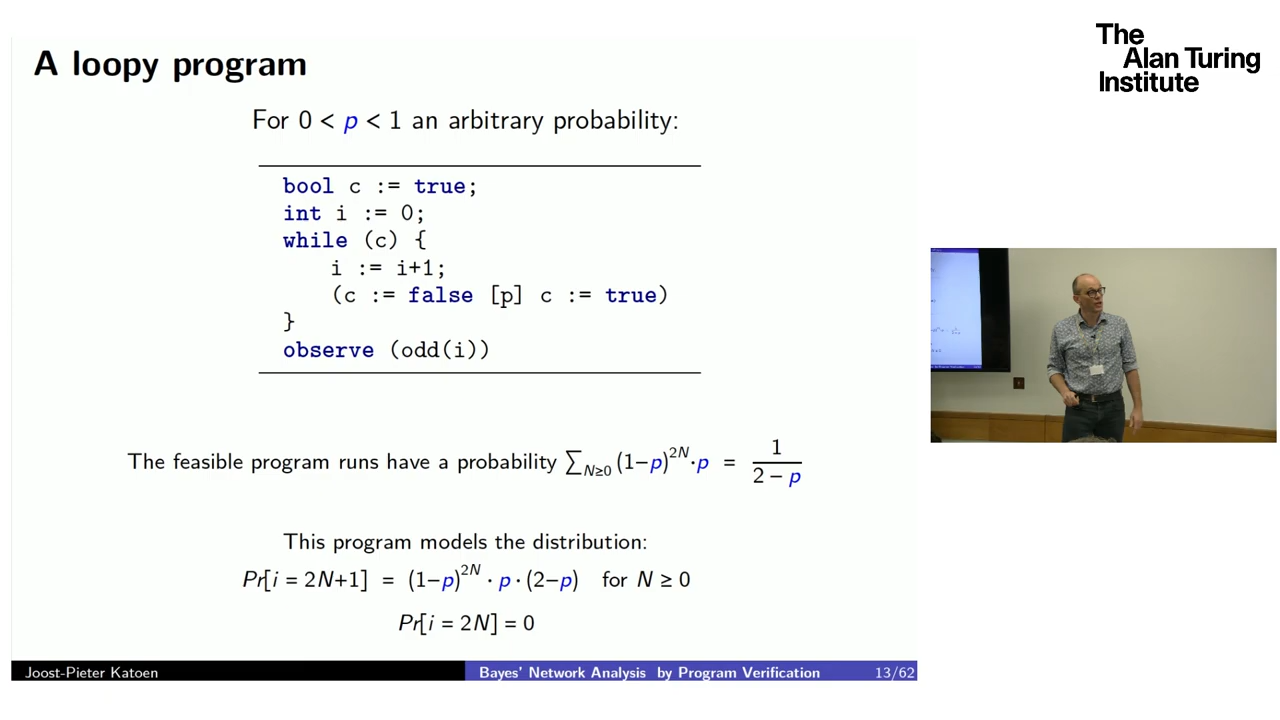 A loopy program
The
Alan Turing
Institute
For 0 < p < 1 an arbitrary probability:
bool c := true;
int i := 0;
while (c) {
i := i+1;
(c := false [p] c := true)
}
observe (odd(i))
The feasible program runs have a probability ∑_{N≥0} (1−p)^{2N}·p = \frac{1}{2 − p}
This program models the distribution:
Pr[i = 2N+1] = (1−p)^{2N} · p · (2−p) for N ≥ 0
Pr[i = 2N] = 0
Joost-Pieter Katoen Bayes' Network Analysis by Program Verification 13/62